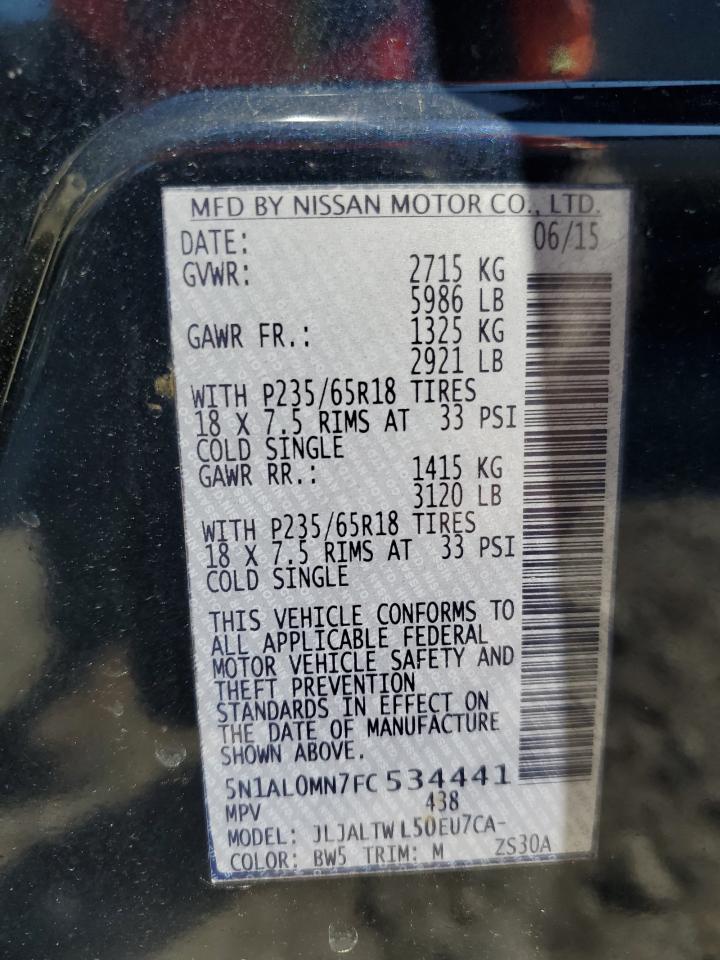 MFD BY NISSAN MOTOR CO., LTD.
DATE: 06/15
GVWR: 2715 KG
5986 LB
GAWR FR.: 1325 KG
2921 LB
WITH P235/65R18 TIRES
18 X 7.5 RIMS AT 33 PSI
COLD SINGLE
GAWR RR.: 1415 KG
3120 LB
WITH P235/65R18 TIRES
18 X 7.5 RIMS AT 33 PSI
COLD SINGLE
THIS VEHICLE CONFORMS TO
ALL APPLICABLE FEDERAL
MOTOR VEHICLE SAFETY AND
THEFT PREVENTION
STANDARDS IN EFFECT ON
THE DATE OF MANUFACTURE
SHOWN ABOVE.
5N1AL0MN7FC534441
MPV 438
MODEL: JLJALTWL50EU7CA-
COLOR: BW5 TRIM: M ZS30A